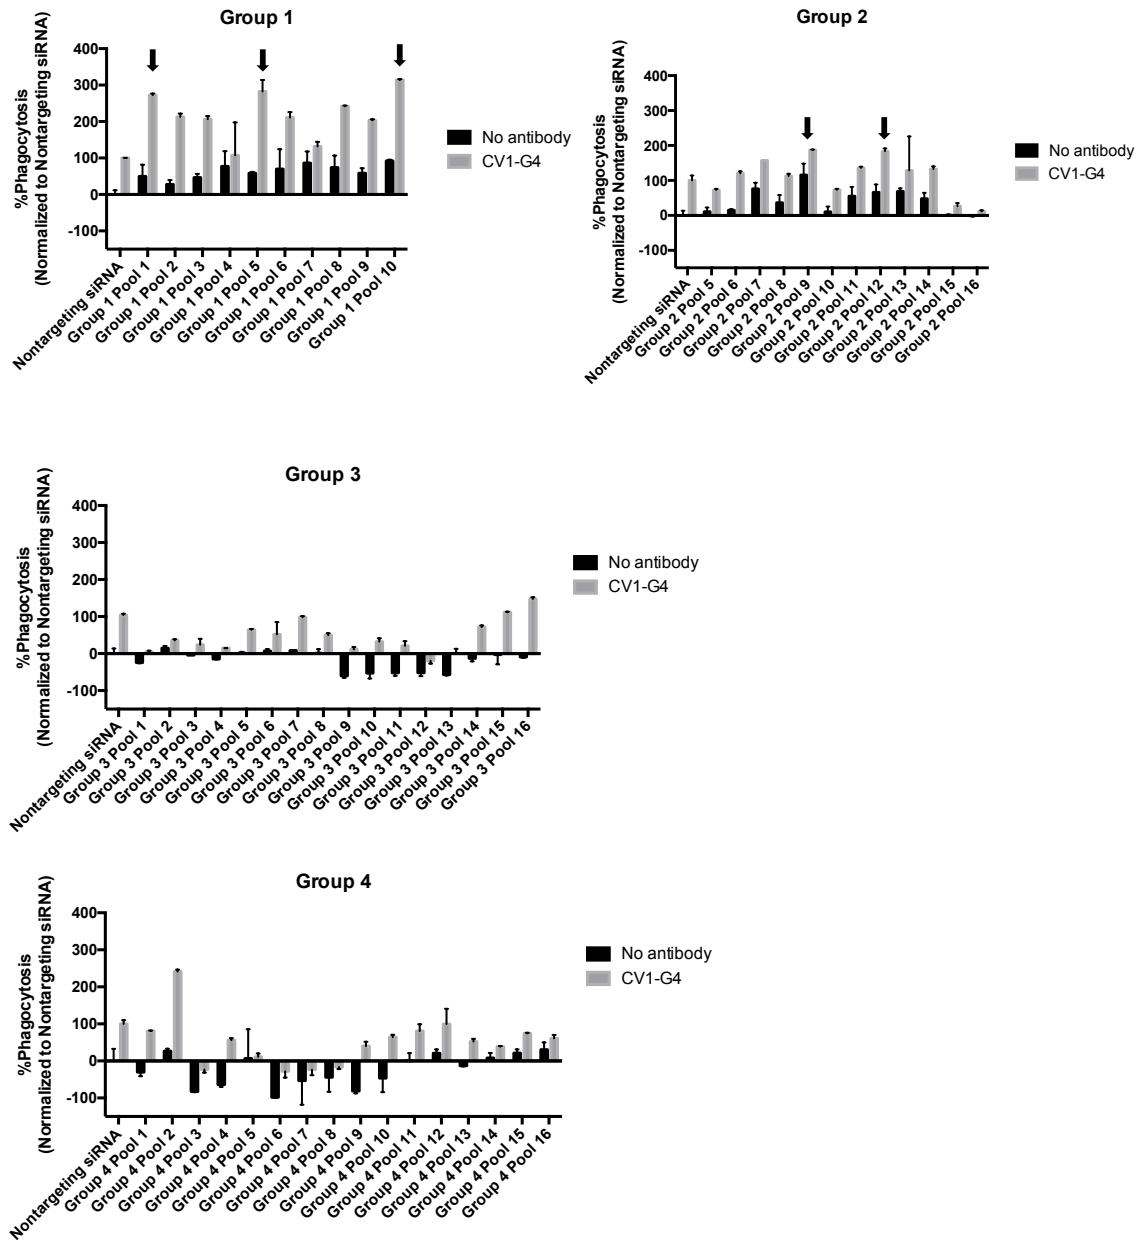 Group 1
%Phagocytosis
(Normalized to Nontargeting siRNA)
400
300
200
100
0
-100
Nontargeting siRNA
Group 1 Pool 1
Group 1 Pool 2
Group 1 Pool 3
Group 1 Pool 4
Group 1 Pool 5
Group 1 Pool 6
Group 1 Pool 7
Group 1 Pool 8
Group 1 Pool 9
Group 1 Pool 10
No antibody
CV1-G4
Group 2
%Phagocytosis
(Normalized to Nontargeting siRNA)
400
300
200
100
0
-100
Nontargeting siRNA
Group 2 Pool 5
Group 2 Pool 6
Group 2 Pool 7
Group 2 Pool 8
Group 2 Pool 9
Group 2 Pool 10
Group 2 Pool 11
Group 2 Pool 12
Group 2 Pool 13
Group 2 Pool 14
Group 2 Pool 15
Group 2 Pool 16
No antibody
CV1-G4
Group 3
%Phagocytosis
(Normalized to Nontargeting siRNA)
400
300
200
100
0
-100
Nontargeting siRNA
Group 3 Pool 1
Group 3 Pool 2
Group 3 Pool 3
Group 3 Pool 4
Group 3 Pool 5
Group 3 Pool 6
Group 3 Pool 7
Group 3 Pool 8
Group 3 Pool 9
Group 3 Pool 10
Group 3 Pool 11
Group 3 Pool 12
Group 3 Pool 13
Group 3 Pool 14
Group 3 Pool 15
Group 3 Pool 16
No antibody
CV1-G4
Group 4
%Phagocytosis
(Normalized to Nontargeting siRNA)
400
300
200
100
0
-100
Nontargeting siRNA
Group 4 Pool 1
Group 4 Pool 2
Group 4 Pool 3
Group 4 Pool 4
Group 4 Pool 5
Group 4 Pool 6
Group 4 Pool 7
Group 4 Pool 8
Group 4 Pool 9
Group 4 Pool 10
Group 4 Pool 11
Group 4 Pool 12
Group 4 Pool 13
Group 4 Pool 14
Group 4 Pool 15
Group 4 Pool 16
No antibody
CV1-G4